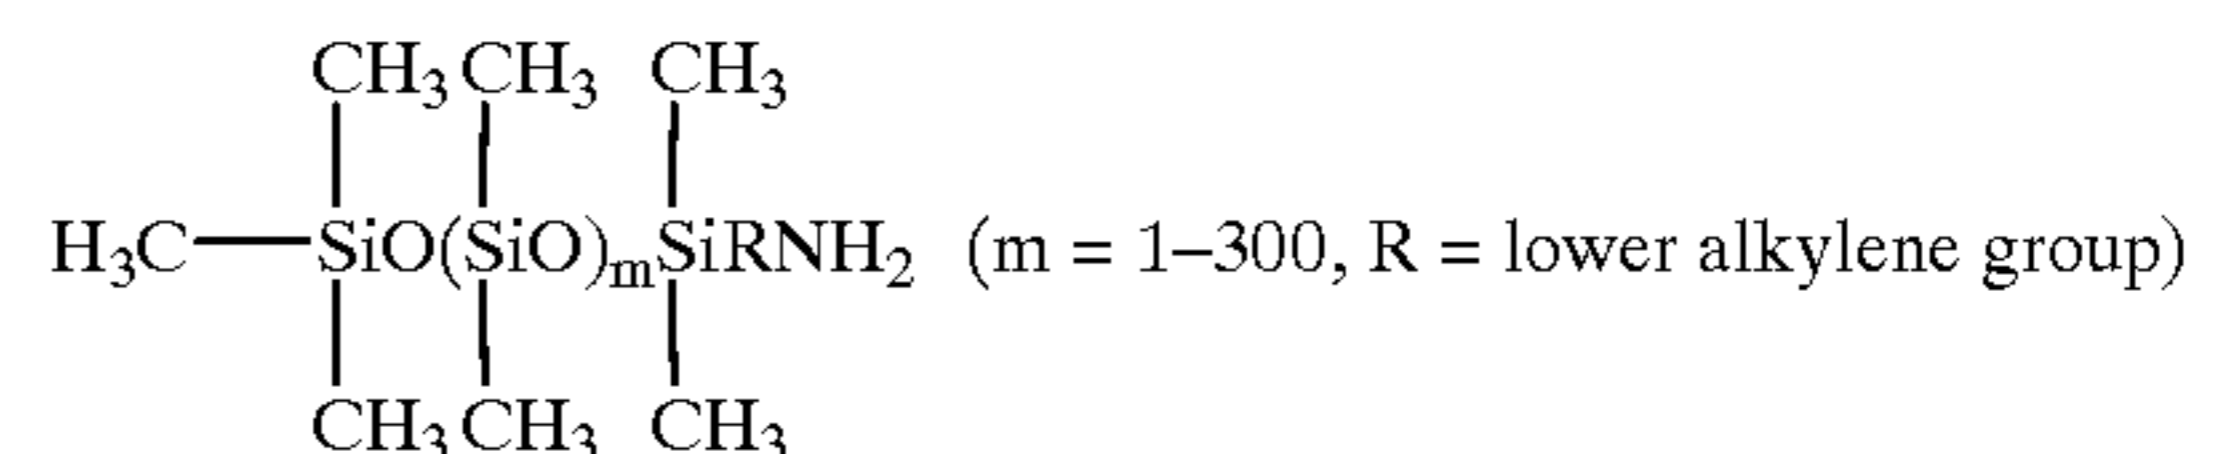 CH₃ CH₃ CH₃
H₃C—SiO(SiO)ₘSiRNH₂ (m = 1–300, R = lower alkylene group)
CH₃ CH₃ CH₃